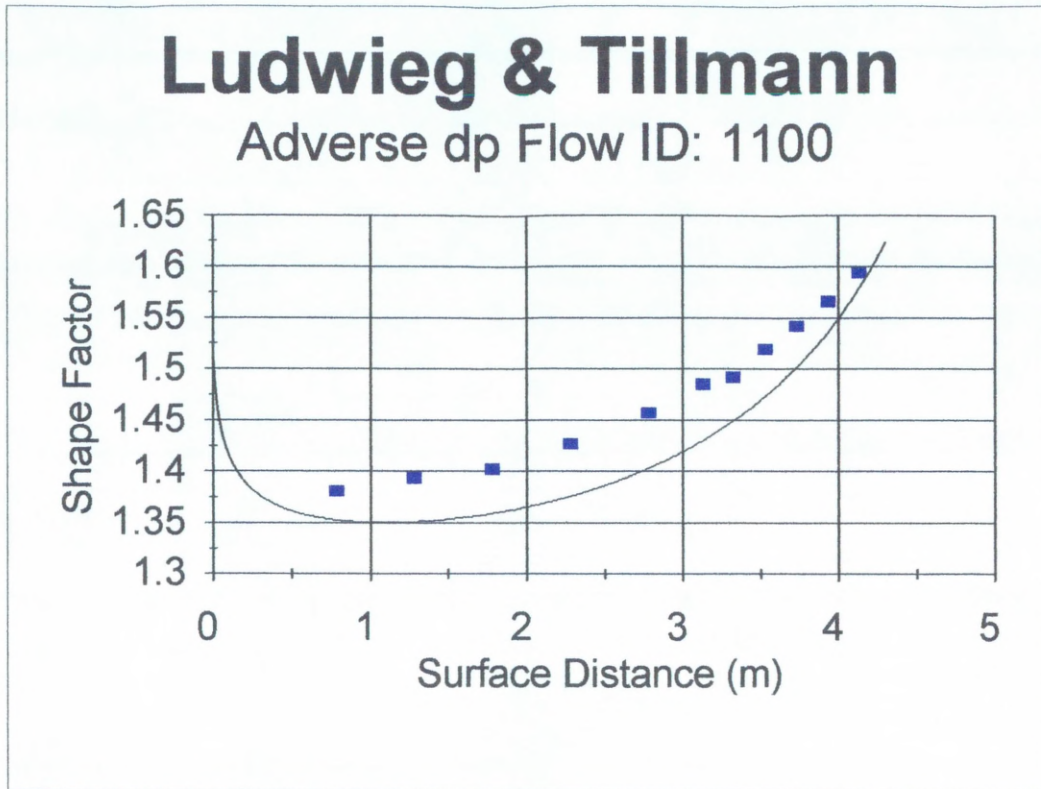 Ludwieg & Tillmann
Adverse dp Flow ID: 1100
1.65
1.6
1.55
1.5
1.45
1.4
1.35
1.3
Shape Factor
0 1 2 3 4 5
Surface Distance (m)